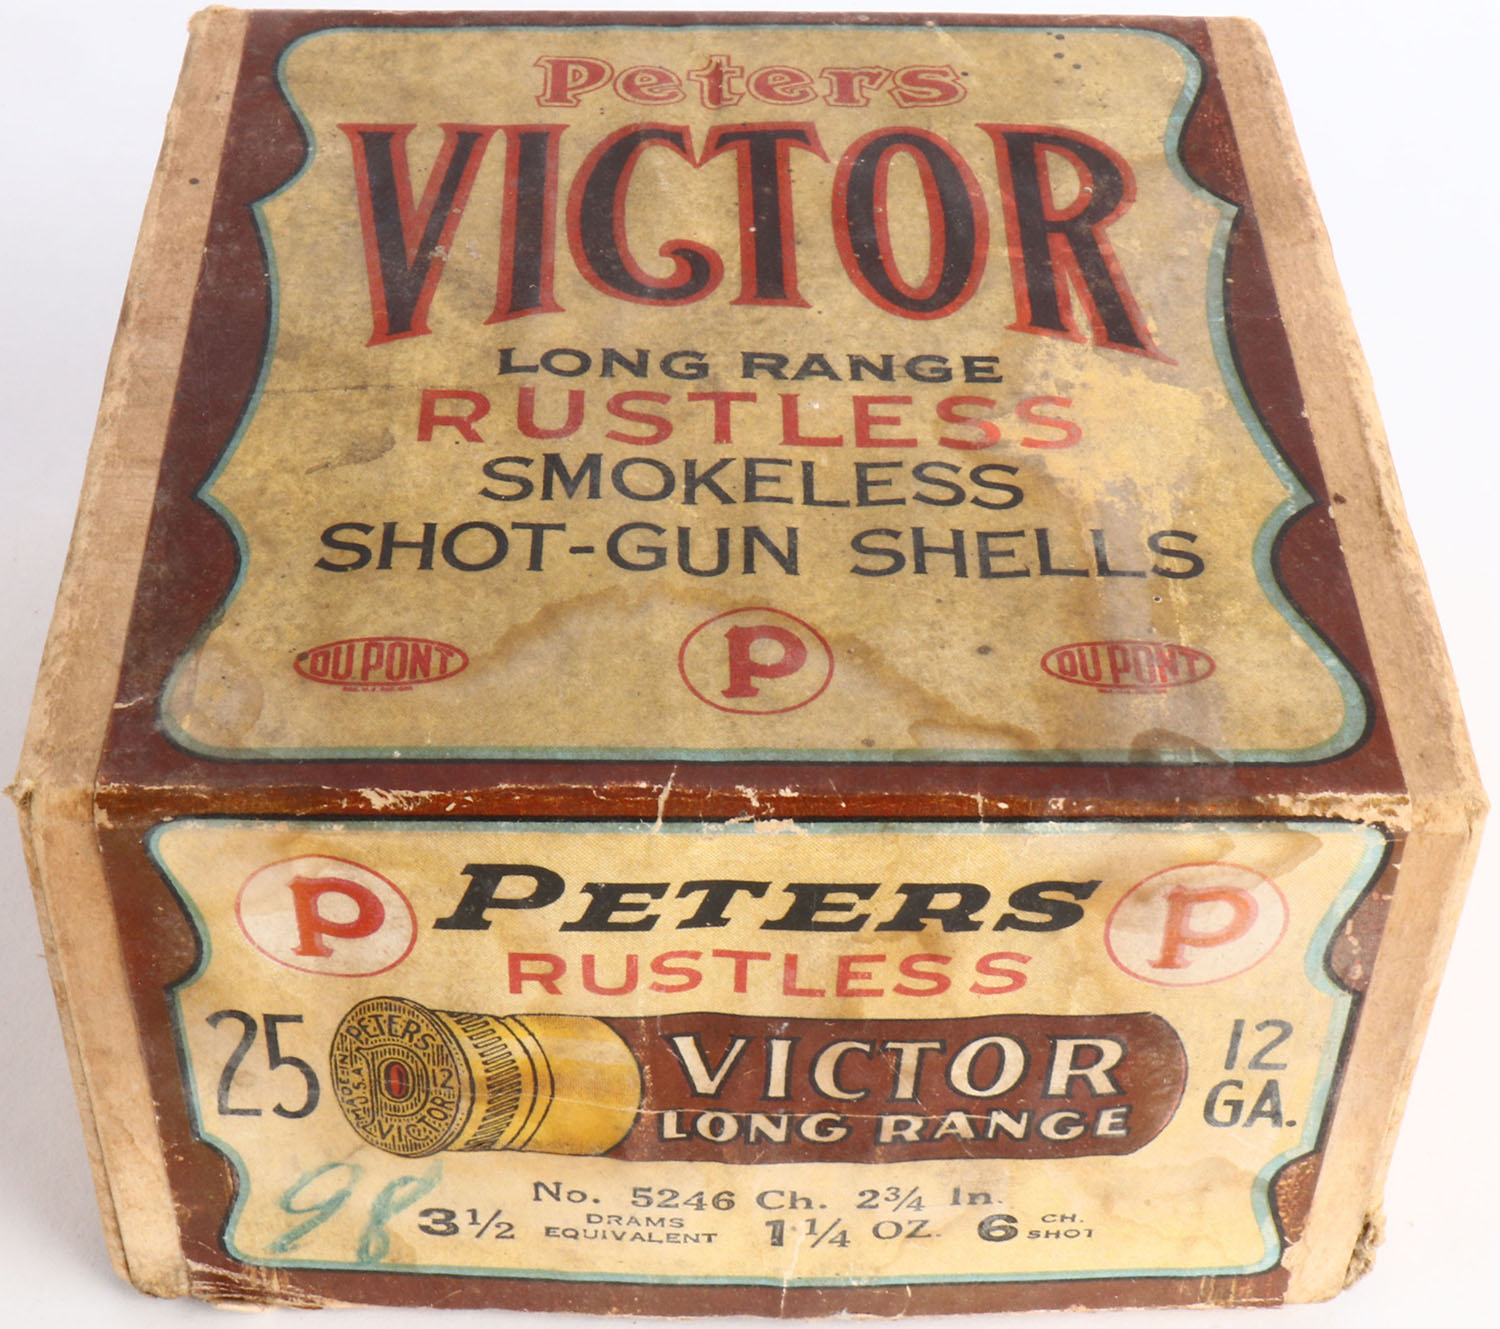 Peters
VICTOR
LONG RANGE
RUSTLESS
SMOKELESS
SHOT-GUN SHELLS
DU PONT P DU PONT
P PETERS P
RUSTLESS
25 PETERS VICTOR 12 MADE IN U.S.A. VICTOR 12
LONG RANGE GA.
No. 5246 Ch. 2¾ In.
98 3½ DRAMS EQUIVALENT 1¼ OZ. 6 CH. SHOT